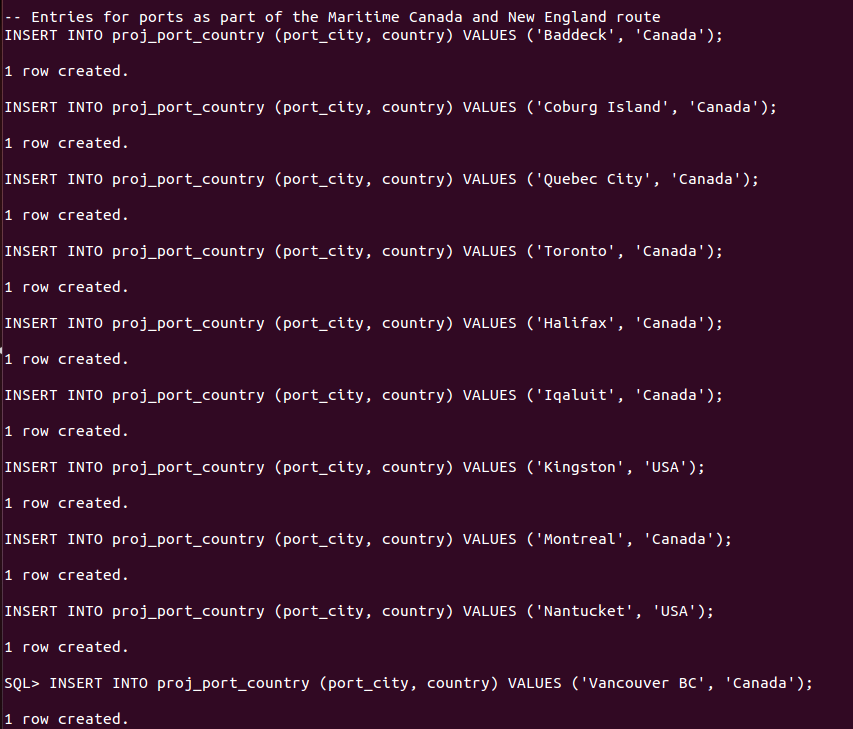 -- Entries for ports as part of the Maritime Canada and New England route
INSERT INTO proj_port_country (port_city, country) VALUES ('Baddeck', 'Canada');
1 row created.
INSERT INTO proj_port_country (port_city, country) VALUES ('Coburg Island', 'Canada');
1 row created.
INSERT INTO proj_port_country (port_city, country) VALUES ('Quebec City', 'Canada');
1 row created.
INSERT INTO proj_port_country (port_city, country) VALUES ('Toronto', 'Canada');
1 row created.
INSERT INTO proj_port_country (port_city, country) VALUES ('Halifax', 'Canada');
1 row created.
INSERT INTO proj_port_country (port_city, country) VALUES ('Iqaluit', 'Canada');
1 row created.
INSERT INTO proj_port_country (port_city, country) VALUES ('Kingston', 'USA');
1 row created.
INSERT INTO proj_port_country (port_city, country) VALUES ('Montreal', 'Canada');
1 row created.
INSERT INTO proj_port_country (port_city, country) VALUES ('Nantucket', 'USA');
1 row created.
SQL> INSERT INTO proj_port_country (port_city, country) VALUES ('Vancouver BC', 'Canada');
1 row created.